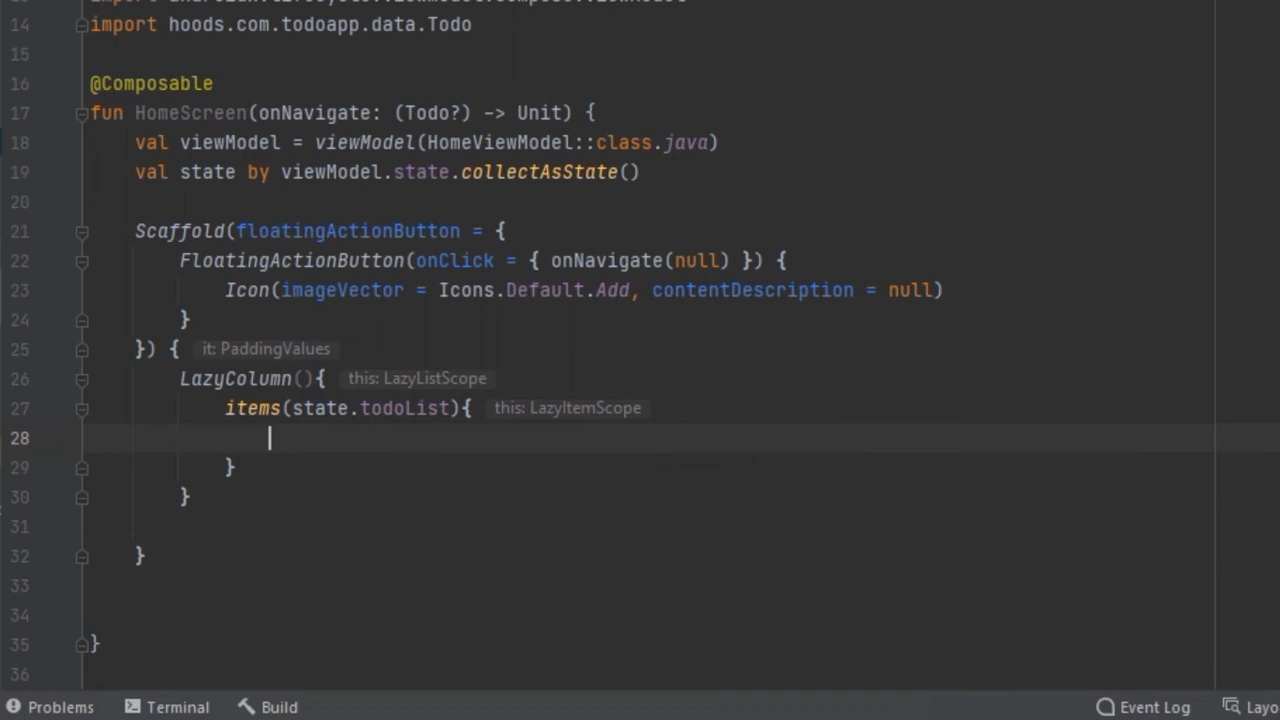 14 import hoods.com.todoapp.data.Todo
15
16 @Composable
17 fun HomeScreen(onNavigate: (Todo?) -> Unit) {
18 val viewModel = viewModel(HomeViewModel::class.java)
19 val state by viewModel.state.collectAsState()
20
21 Scaffold(floatingActionButton = {
22 FloatingActionButton(onClick = { onNavigate(null) }) {
23 Icon(imageVector = Icons.Default.Add, contentDescription = null)
24 }
25 }) { it: PaddingValues
26 LazyColumn(){ this: LazyListScope
27 items(state.todoList){ this: LazyItemScope
28
29 }
30 }
31
32 }
33
34
35 }
36
Problems Terminal Build Event Log Layo